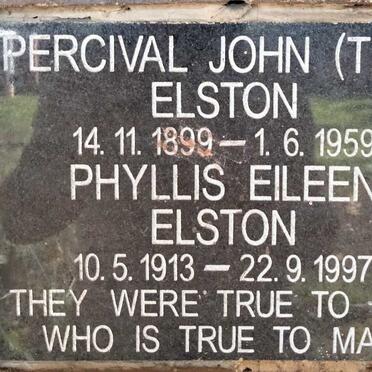 PERCIVAL JOHN
ELSTON
14. 11. 1899 – 1. 6. 1959
PHYLLIS EILEEN
ELSTON
10. 5. 1913 – 22. 9. 1997
THEY WERE TRUE TO
WHO IS TRUE TO